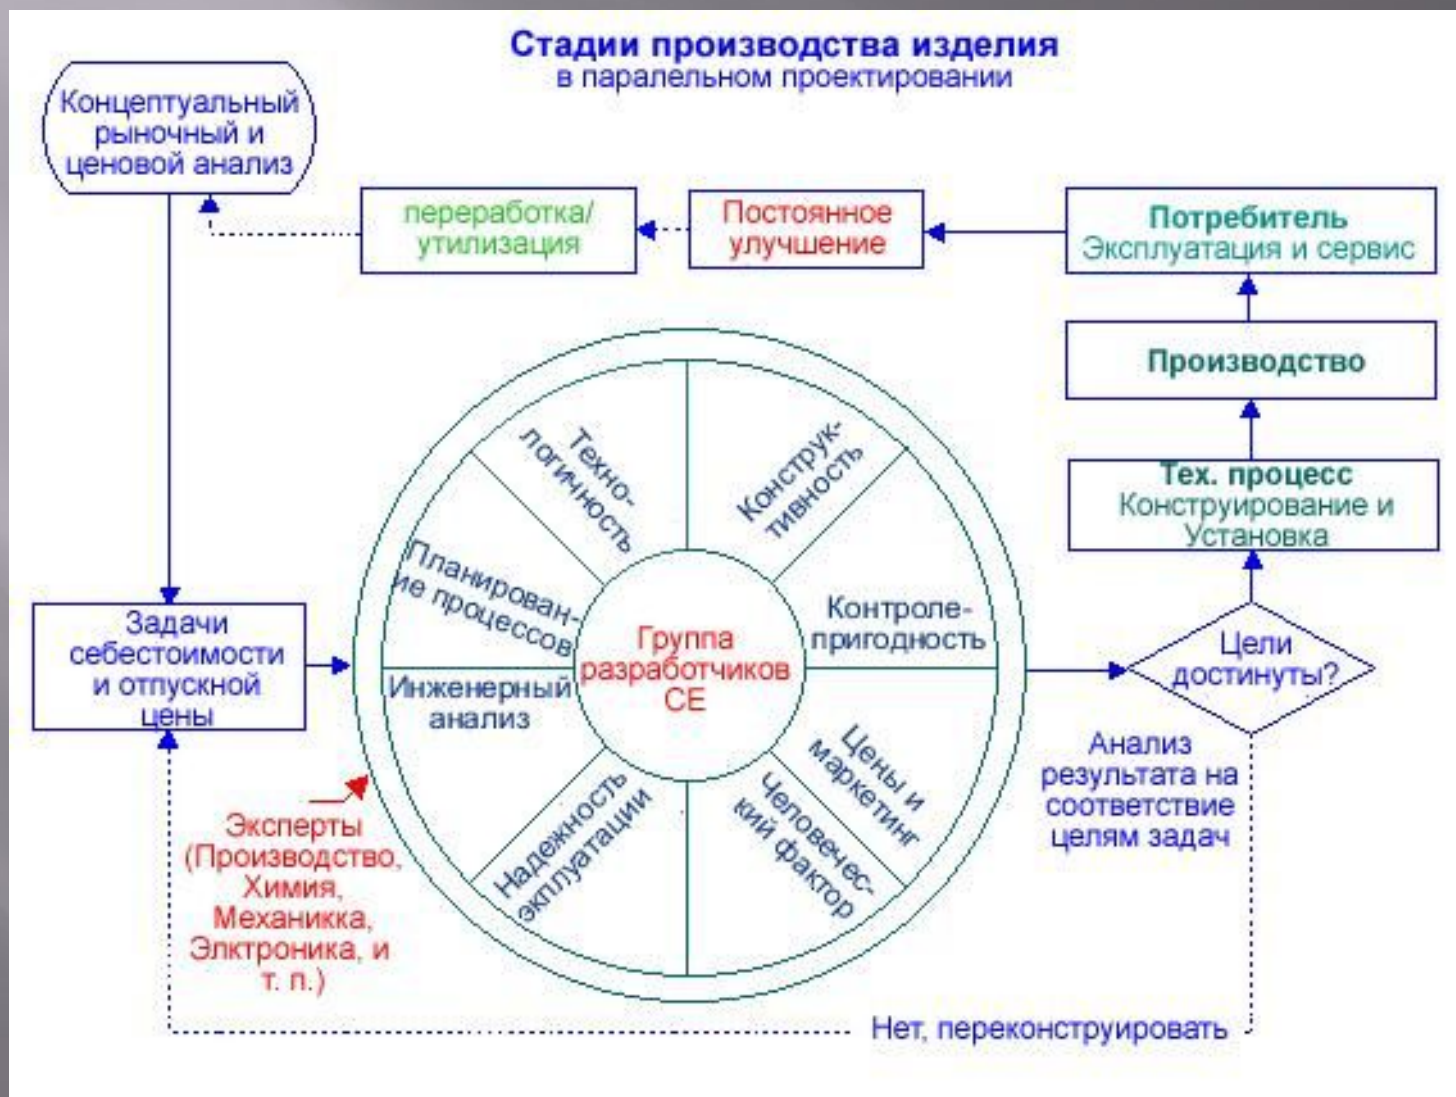 Стадии производства изделия
в паралельном проектировании
Концептуальный
рыночный и
ценовой анализ
переработка/
утилизация
Постоянное
улучшение
Потребитель
Эксплуатация и сервис
Производство
Тех. процесс
Конструирование и
Установка
Техно-
логичность
Конструк-
тивность
Планирован-
ие процессов
Контроле-
пригодность
Группа
разработчиков
СЕ
Инженерный
анализ
Цены и
маркетинг
Надежность
экплуатации
Человечес-
кий фактор
Задачи
себестоимости
и отпускной
цены
Цели
достинуты?
Анализ
результата на
соответствие
целям задач
Эксперты
(Производство,
Химия,
Механикка,
Элктроника, и
т. п.)
Нет, переконструировать